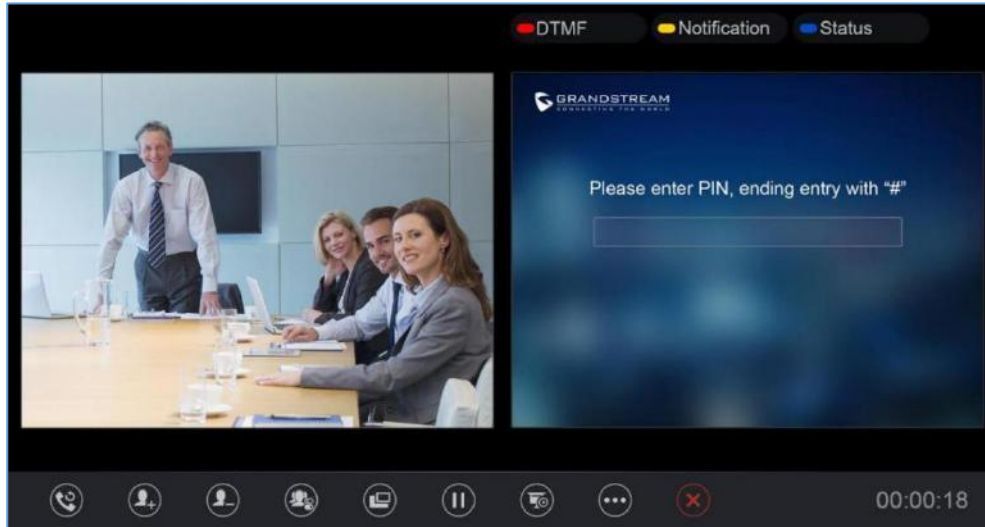 DTMF
Notification
Status
GRANDSTREAM
CONNECTING THE WORLD
Please enter PIN, ending entry with “#”
00:00:18